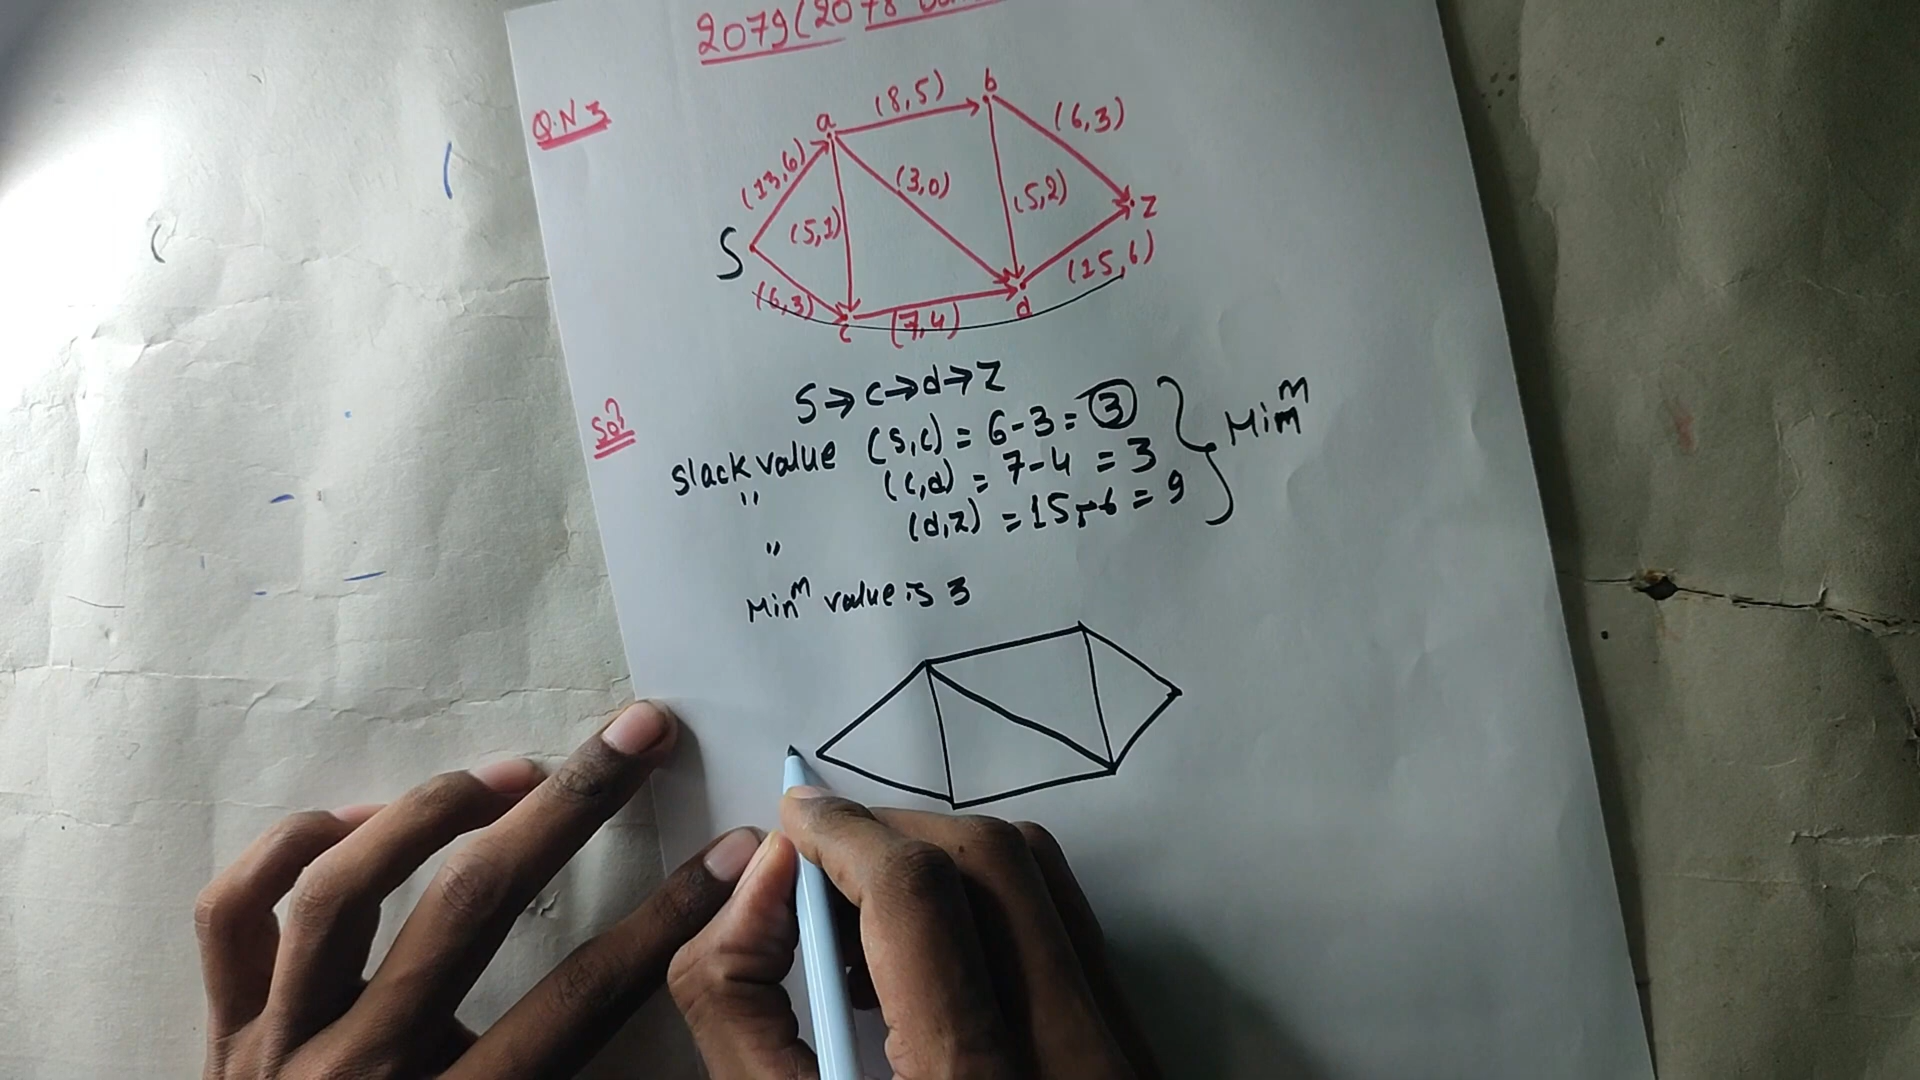 2079(2078
Q.N 3
a
(8,5)
b
(6,3)
(13,6)
(3,0)
(5,1)
(5,2)
z
S
(6,3)
c
(7,4)
d
(15,6)
S→c→d→z
Soln
slack value (s,c) = 6-3 = 3
" (c,d) = 7-4 = 3
" (d,z) = 15-6 = 9
Minm
Minm value is 3